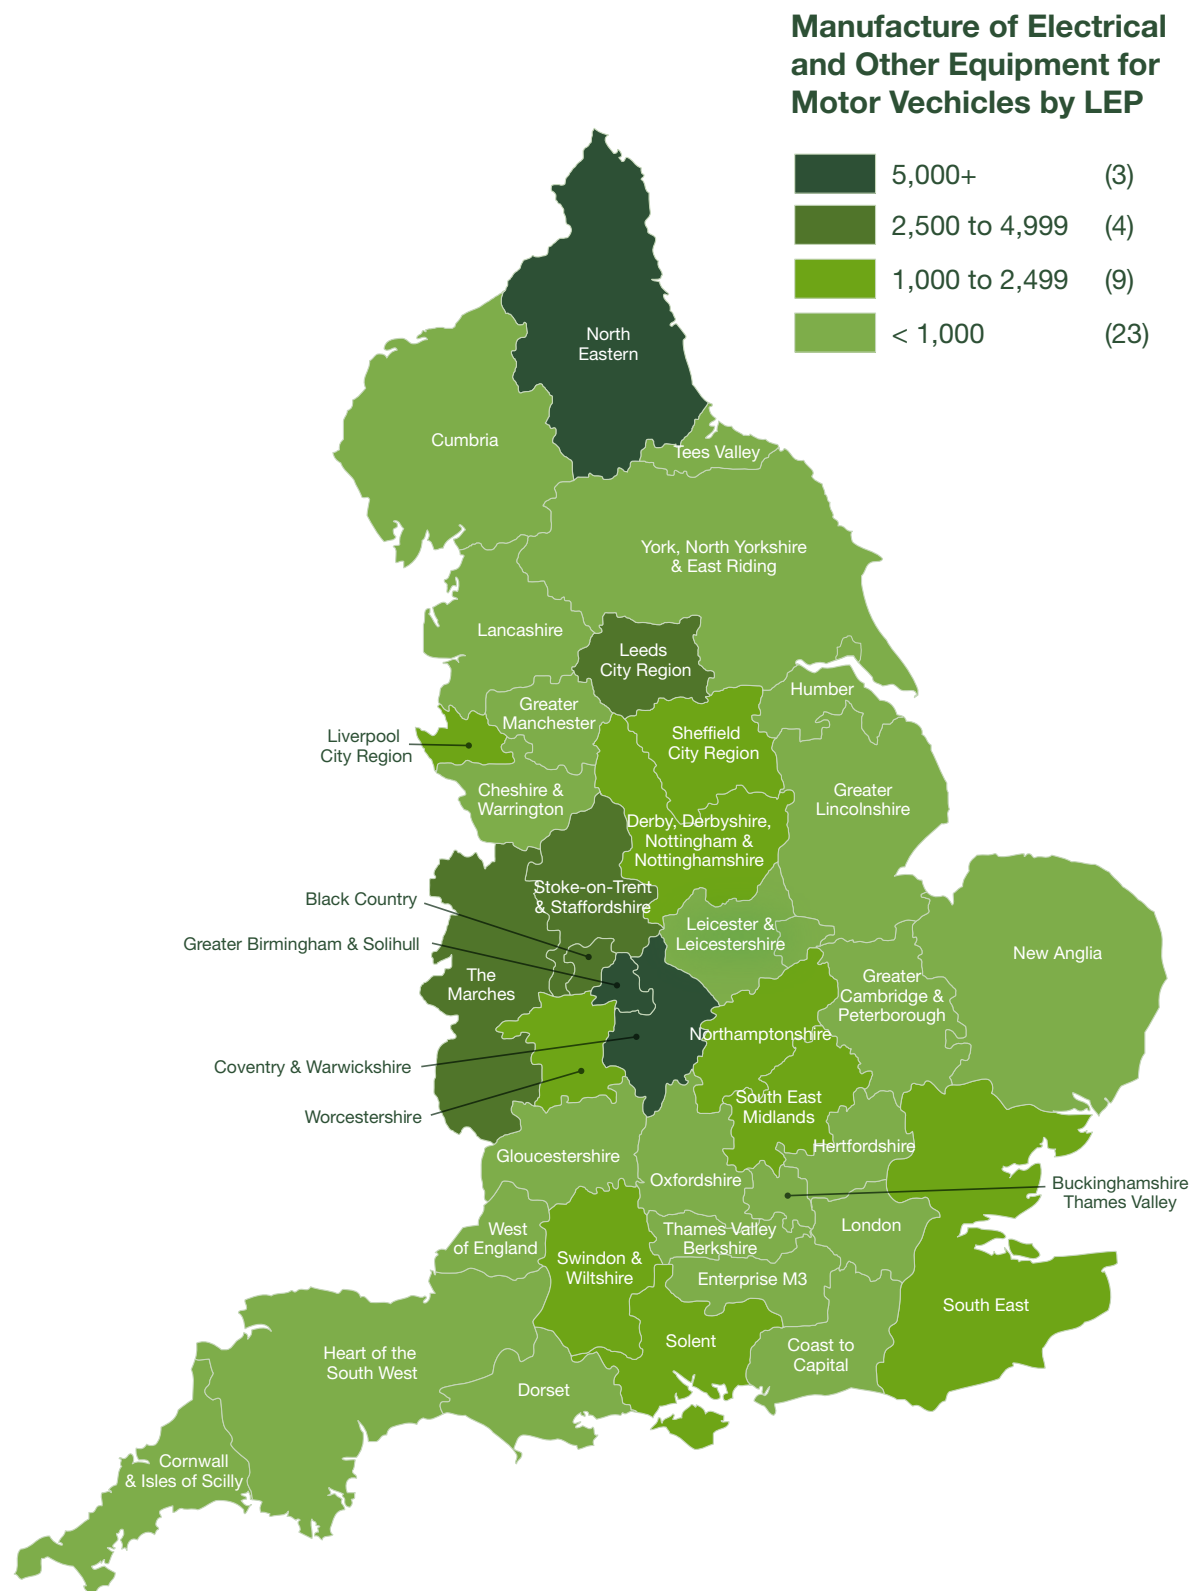 Manufacture of Electrical
and Other Equipment for
Motor Vechicles by LEP
5,000+ (3)
2,500 to 4,999 (4)
1,000 to 2,499 (9)
< 1,000 (23)
North
Eastern
Cumbria
Tees Valley
York, North Yorkshire
& East Riding
Lancashire
Leeds
City Region
Humber
Greater
Manchester
Liverpool
City Region
Sheffield
City Region
Cheshire &
Warrington
Greater
Lincolnshire
Derby, Derbyshire,
Nottingham &
Nottinghamshire
Black Country
Stoke-on-Trent
& Staffordshire
Greater Birmingham & Solihull
Leicester &
Leicestershire
New Anglia
The
Marches
Greater
Cambridge &
Peterborough
Northamptonshire
Coventry & Warwickshire
Worcestershire
South East
Midlands
Hertfordshire
Gloucestershire
Oxfordshire
Buckinghamshire
Thames Valley
West
of England
Thames Valley
Berkshire
London
Swindon &
Wiltshire
Enterprise M3
South East
Solent
Coast to
Capital
Heart of the
South West
Dorset
Cornwall
& Isles of Scilly